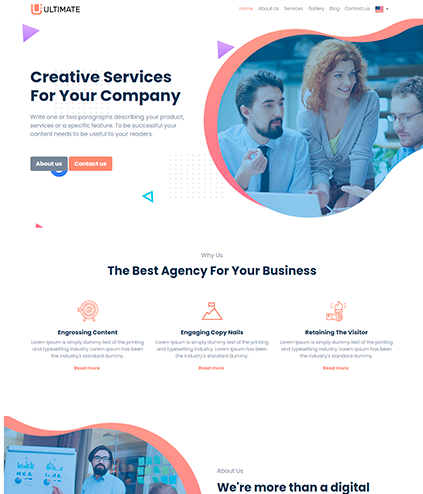 ULTIMATE
Home About Us Services Gallery Blog Contact us
Creative Services
For Your Company
Write one or two paragraphs describing your product,
services or a specific feature. To be successful your
content needs to be useful to your readers.
About us Contact us
Why Us
The Best Agency For Your Business
Engrossing Content
Lorem Ipsum is simply dummy text of the printing
and typesetting industry. Lorem Ipsum has been
the industry's standard dummy.
Read more
Engaging Copy Nails
Lorem Ipsum is simply dummy text of the printing
and typesetting industry. Lorem Ipsum has been
the industry's standard dummy.
Read more
Retaining The Visitor
Lorem Ipsum is simply dummy text of the printing
and typesetting industry. Lorem Ipsum has been
the industry's standard dummy.
Read more
About Us
We're more than a digital